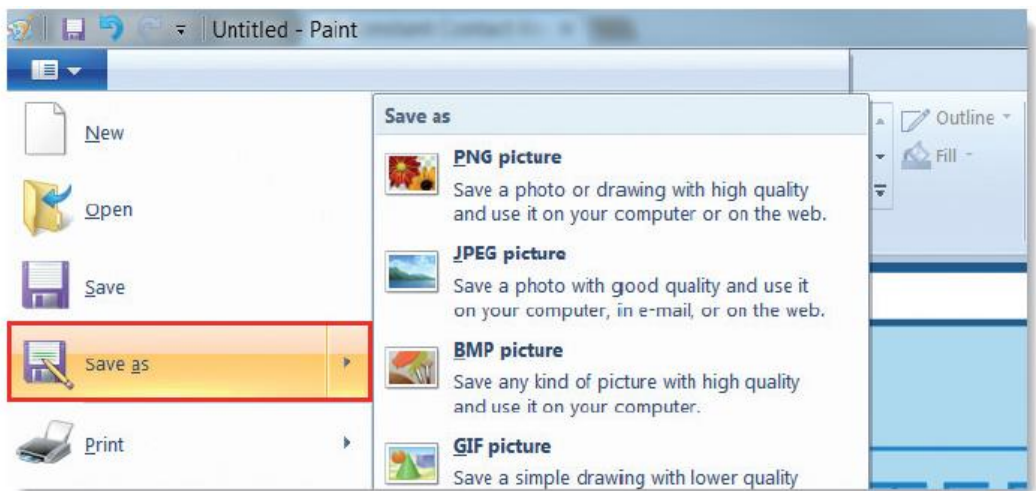 Untitled - Paint
New
Open
Save
Save as
Print
Save as
PNG picture
Save a photo or drawing with high quality
and use it on your computer or on the web.
JPEG picture
Save a photo with good quality and use it
on your computer, in e-mail, or on the web.
BMP picture
Save any kind of picture with high quality
and use it on your computer.
GIF picture
Save a simple drawing with lower quality
Outline
Fill